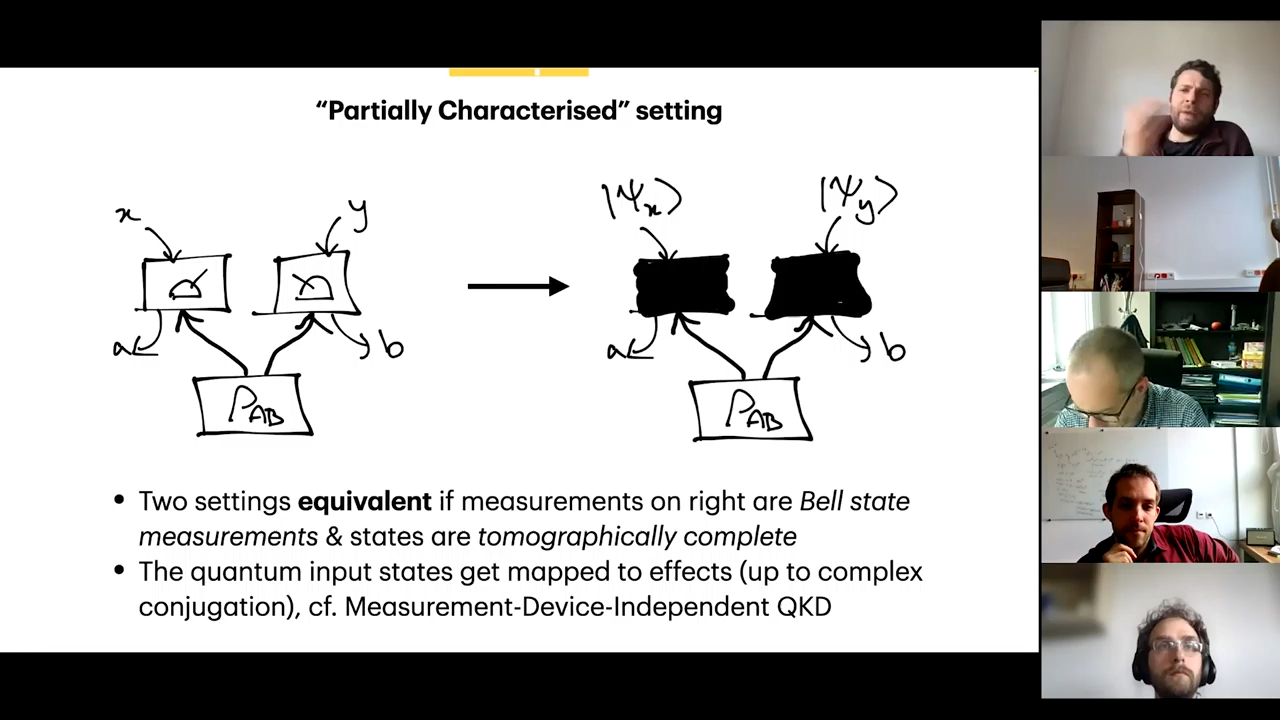 “Partially Characterised” setting
x
y
|Ψx⟩
|Ψy⟩
a
b
a
b
ρAB
ρAB
• Two settings equivalent if measurements on right are Bell state
measurements & states are tomographically complete
• The quantum input states get mapped to effects (up to complex
conjugation), cf. Measurement-Device-Independent QKD